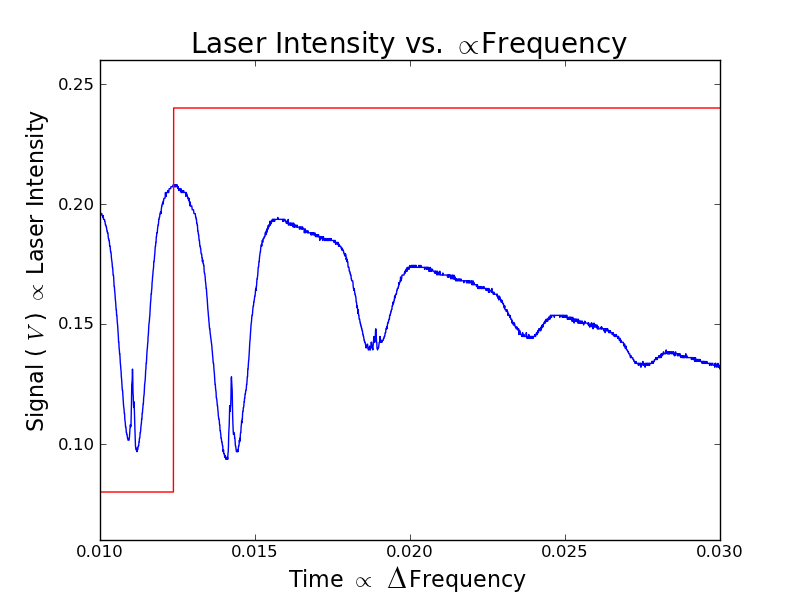 Laser Intensity vs. ∝Frequency
0.25
0.20
0.15
0.10
Signal ( V ) ∝ Laser Intensity
0.010 0.015 0.020 0.025 0.030
Time ∝ ΔFrequency